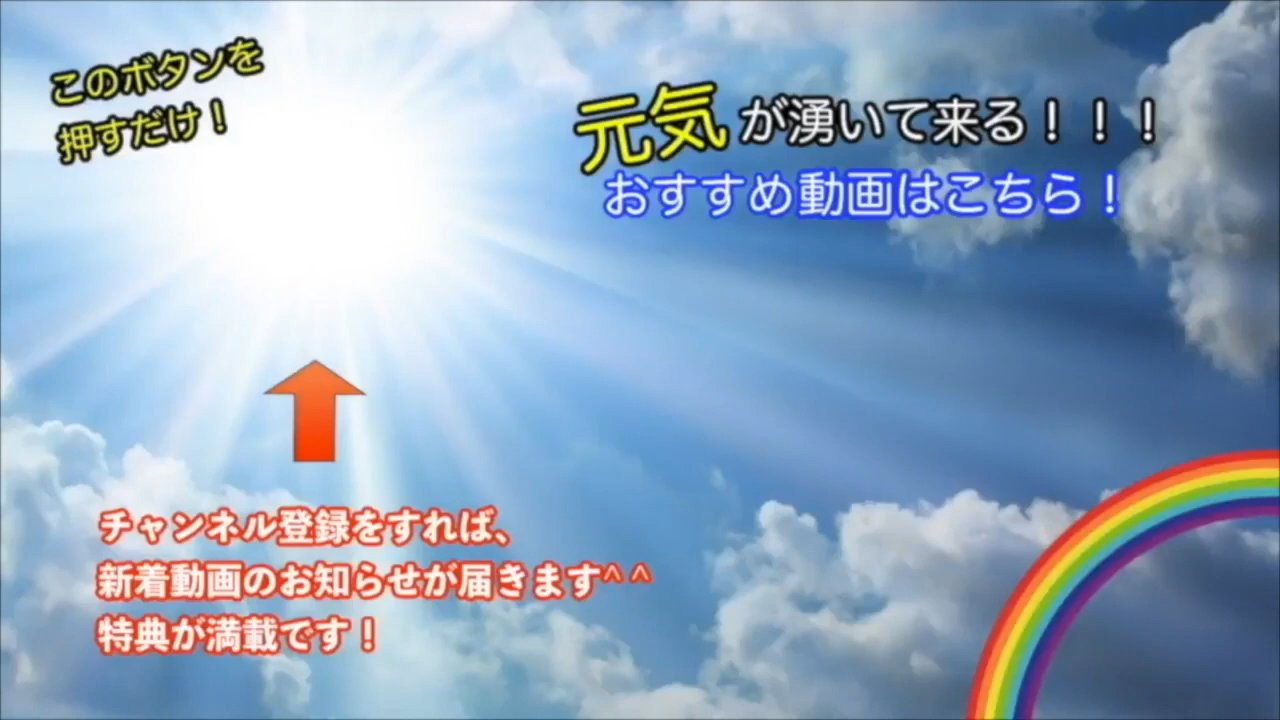 このボタンを
押すだけ！
元気が湧いて来る！！！
おすすめ動画はこちら！
チャンネル登録をすれば、
新着動画のお知らせが届きます^ ^
特典が満載です！